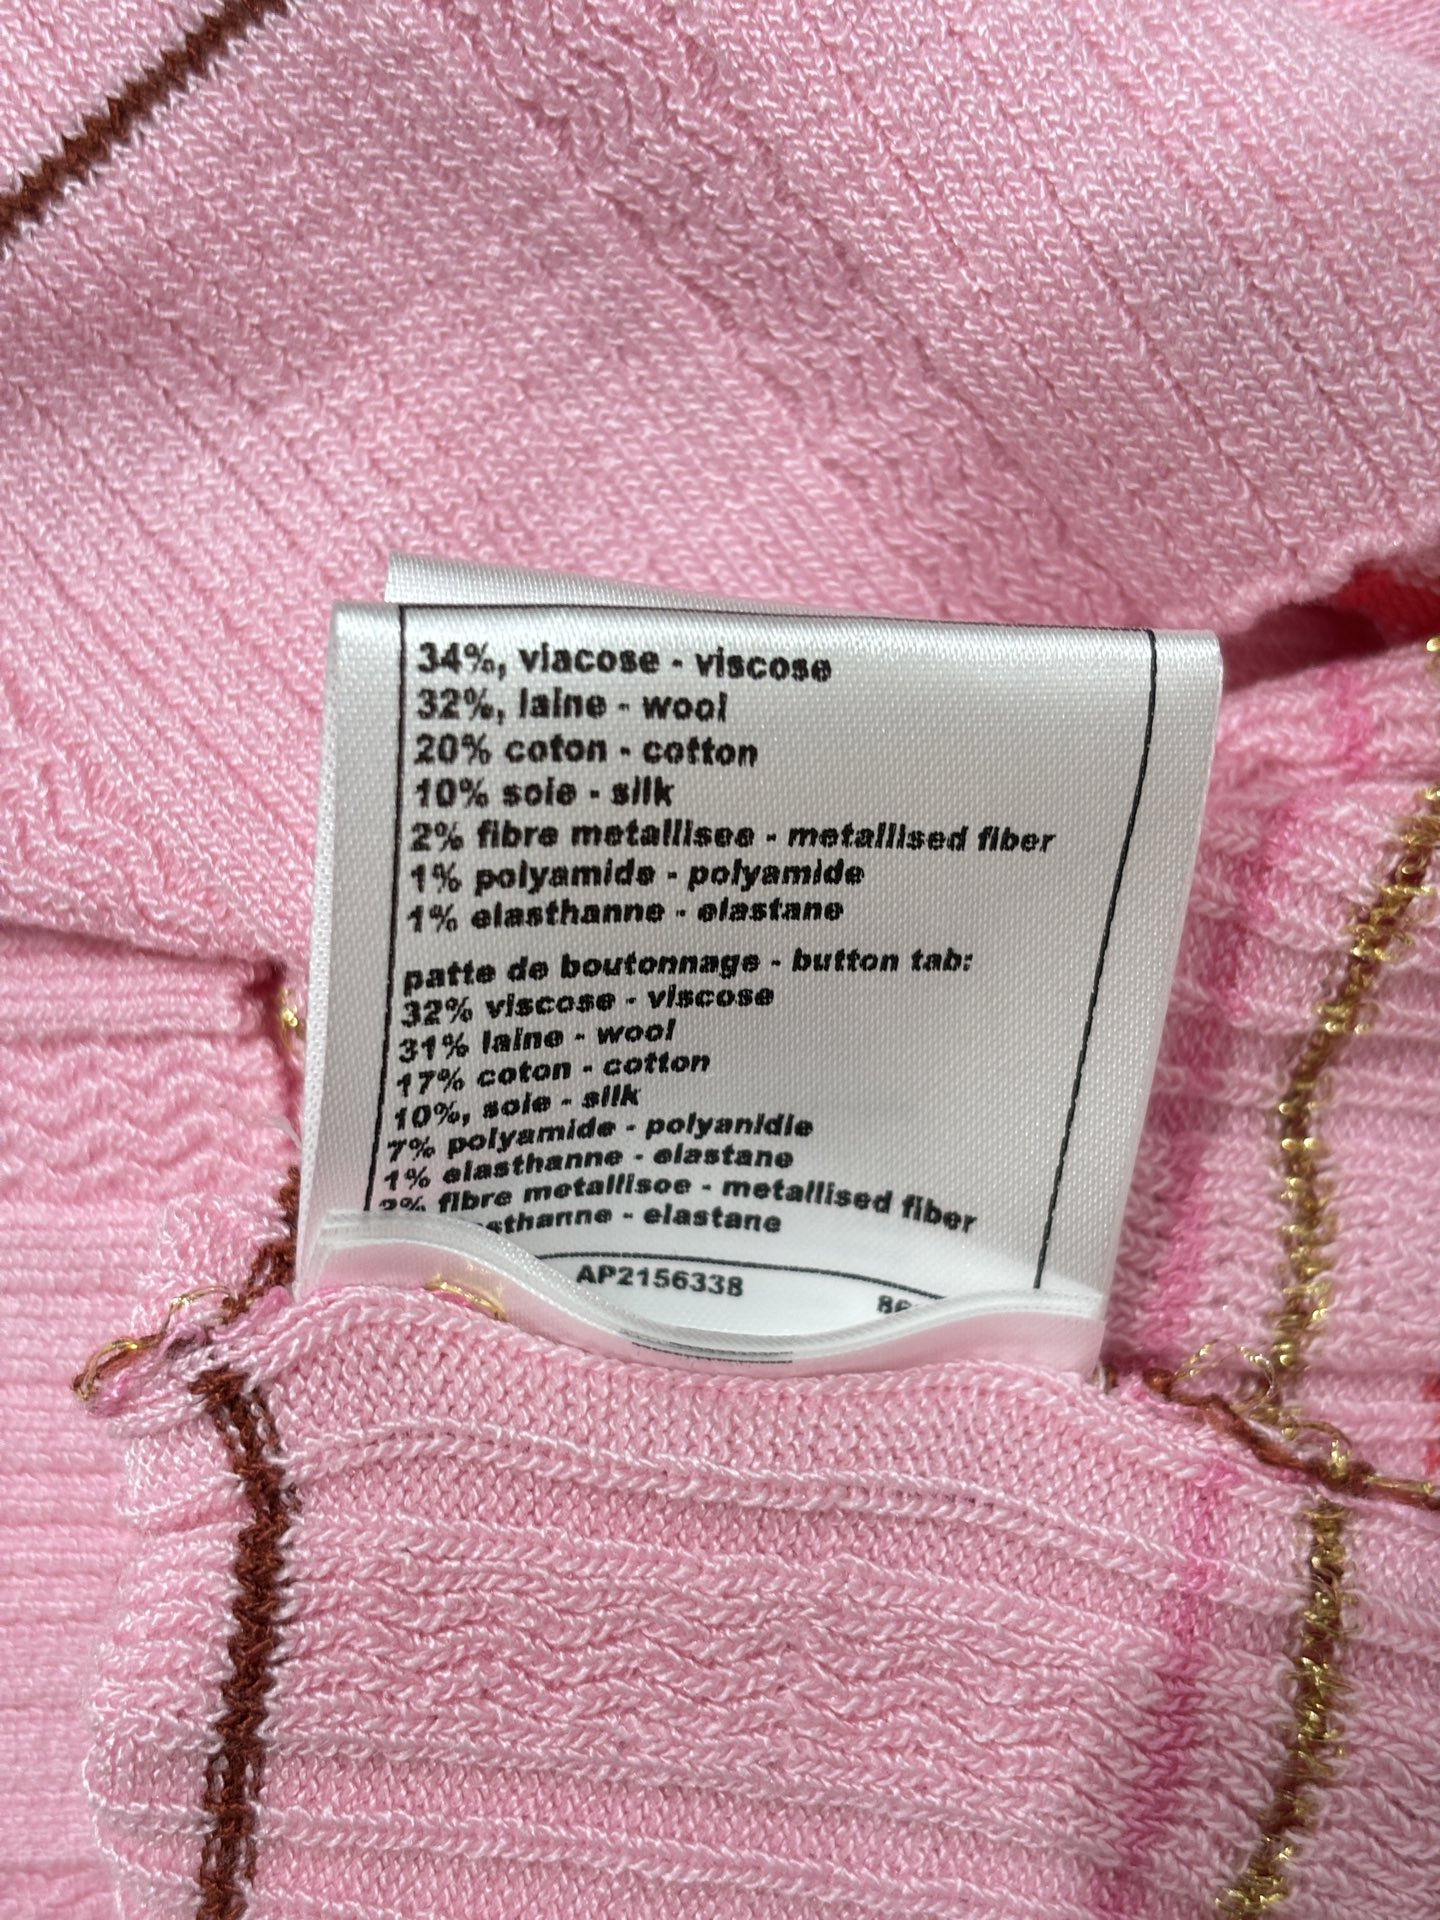 34%, viacose - viscose
32%, laine - wool
20% coton - cotton
10% soie - silk
2% fibre metallisee - metallised fiber
1% polyamide - polyamide
1% elasthanne - elastane
patte de boutonnage - button tab:
32% viscose - viscose
31% laine - wool
17% coton - cotton
10%, soie - silk
7% polyamide - polyanidie
1% elasthanne - elastane
2% fibre metallisoe - metallised fiber
- elastane
AP2156338